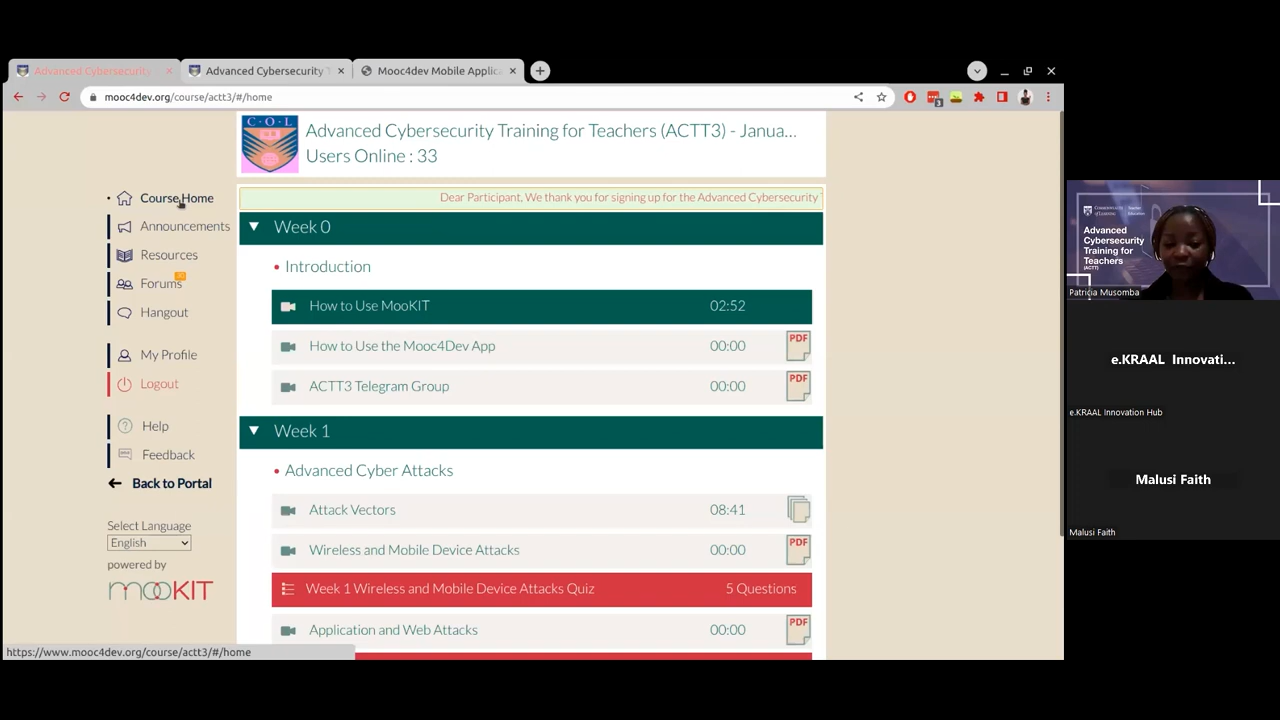 Advanced Cybersecurity
Advanced Cybersecurity T
Mooc4dev Mobile Applic
mooc4dev.org/course/actt3/#/home
3
C.O.L
Advanced Cybersecurity Training for Teachers (ACTT3) - Janua...
Users Online : 33
Dear Participant, We thank you for signing up for the Advanced Cybersecurity
Course Home
Announcements
Resources
Forums
Hangout
My Profile
Logout
Help
Feedback
Back to Portal
Select Language
English
powered by
mooKIT
Week 0
Introduction
How to Use MooKIT 02:52
How to Use the Mooc4Dev App 00:00 PDF
ACTT3 Telegram Group 00:00 PDF
Week 1
Advanced Cyber Attacks
Attack Vectors 08:41
Wireless and Mobile Device Attacks 00:00 PDF
Week 1 Wireless and Mobile Device Attacks Quiz 5 Questions
Application and Web Attacks 00:00 PDF
https://www.mooc4dev.org/course/actt3/#/home
Advanced
Cybersecurity
Training for
Teachers
(ACTT)
Patricia Musomba
e.KRAAL Innovati...
e.KRAAL Innovation Hub
Malusi Faith
Malusi Faith